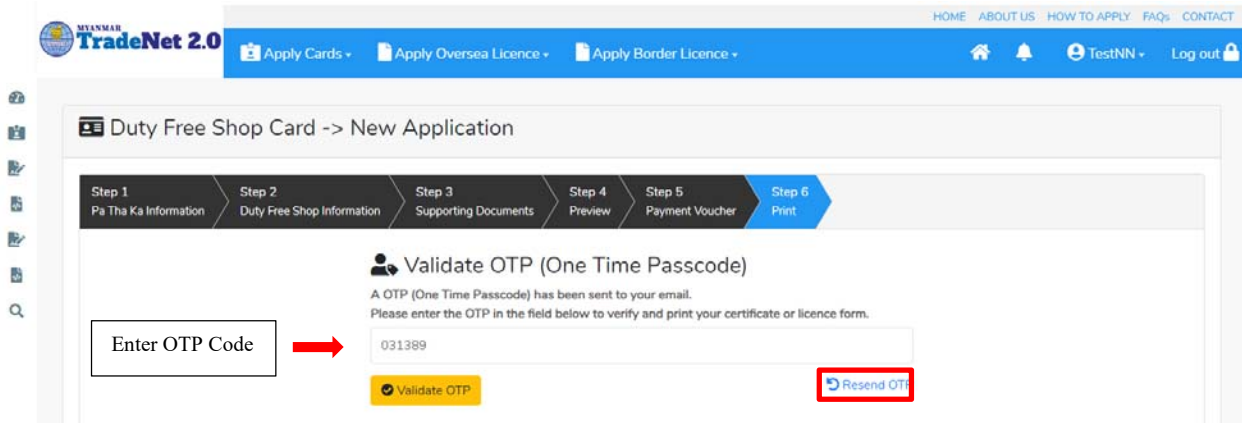 HOME ABOUT US HOW TO APPLY FAQs CONTACT
MYANMAR
TradeNet 2.0
Apply Cards Apply Oversea Licence Apply Border Licence TestNN Log out
Duty Free Shop Card -> New Application
Step 1 Step 2 Step 3 Step 4 Step 5 Step 6
Pa Tha Ka Information Duty Free Shop Information Supporting Documents Preview Payment Voucher Print
Validate OTP (One Time Passcode)
A OTP (One Time Passcode) has been sent to your email.
Please enter the OTP in the field below to verify and print your certificate or licence form.
Enter OTP Code
031389
Validate OTP Resend OTP